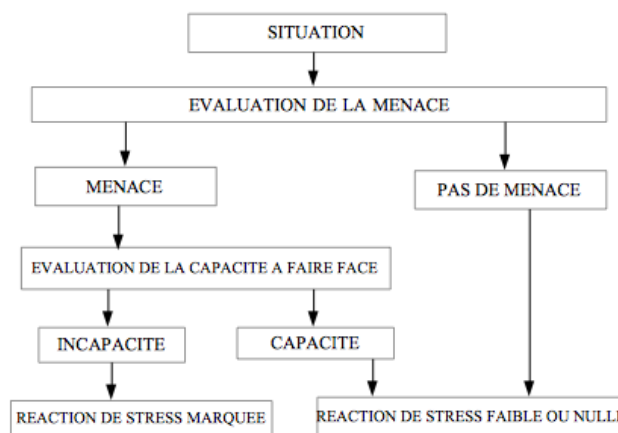 SITUATION
EVALUATION DE LA MENACE
MENACE
PAS DE MENACE
EVALUATION DE LA CAPACITE A FAIRE FACE
INCAPACITE
CAPACITE
REACTION DE STRESS MARQUEE
REACTION DE STRESS FAIBLE OU NULLE